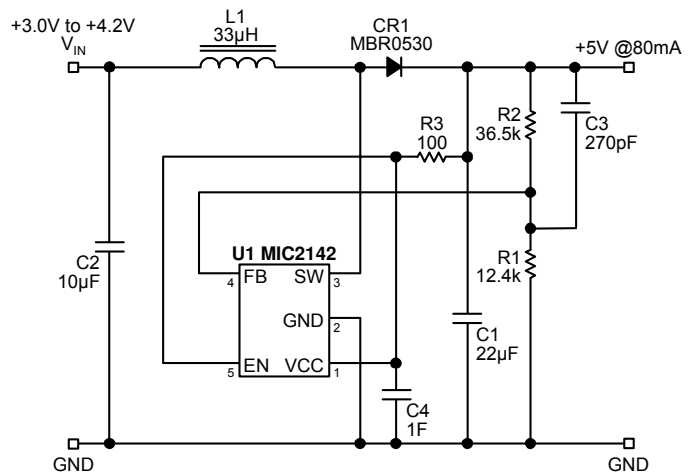 +3.0V to +4.2V
VIN
L1
33µH
CR1
MBR0530
+5V @80mA
R3
100
R2
36.5k
C3
270pF
C2
10µF
U1 MIC2142
4 FB SW 3
GND 2
5 EN VCC 1
R1
12.4k
C1
22µF
C4
1F
GND
GND